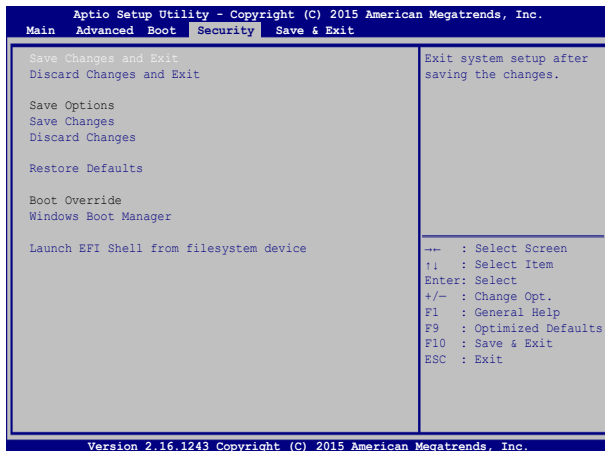 Aptio Setup Utility - Copyright (C) 2015 American Megatrends, Inc.
Main Advanced Boot Security Save & Exit
Save Changes and Exit
Discard Changes and Exit
Save Options
Save Changes
Discard Changes
Restore Defaults
Boot Override
Windows Boot Manager
Launch EFI Shell from filesystem device
Exit system setup after
saving the changes.
→← : Select Screen
↑↓ : Select Item
Enter: Select
+/— : Change Opt.
F1 : General Help
F9 : Optimized Defaults
F10 : Save & Exit
ESC : Exit
Version 2.16.1243 Copyright (C) 2015 American Megatrends, Inc.